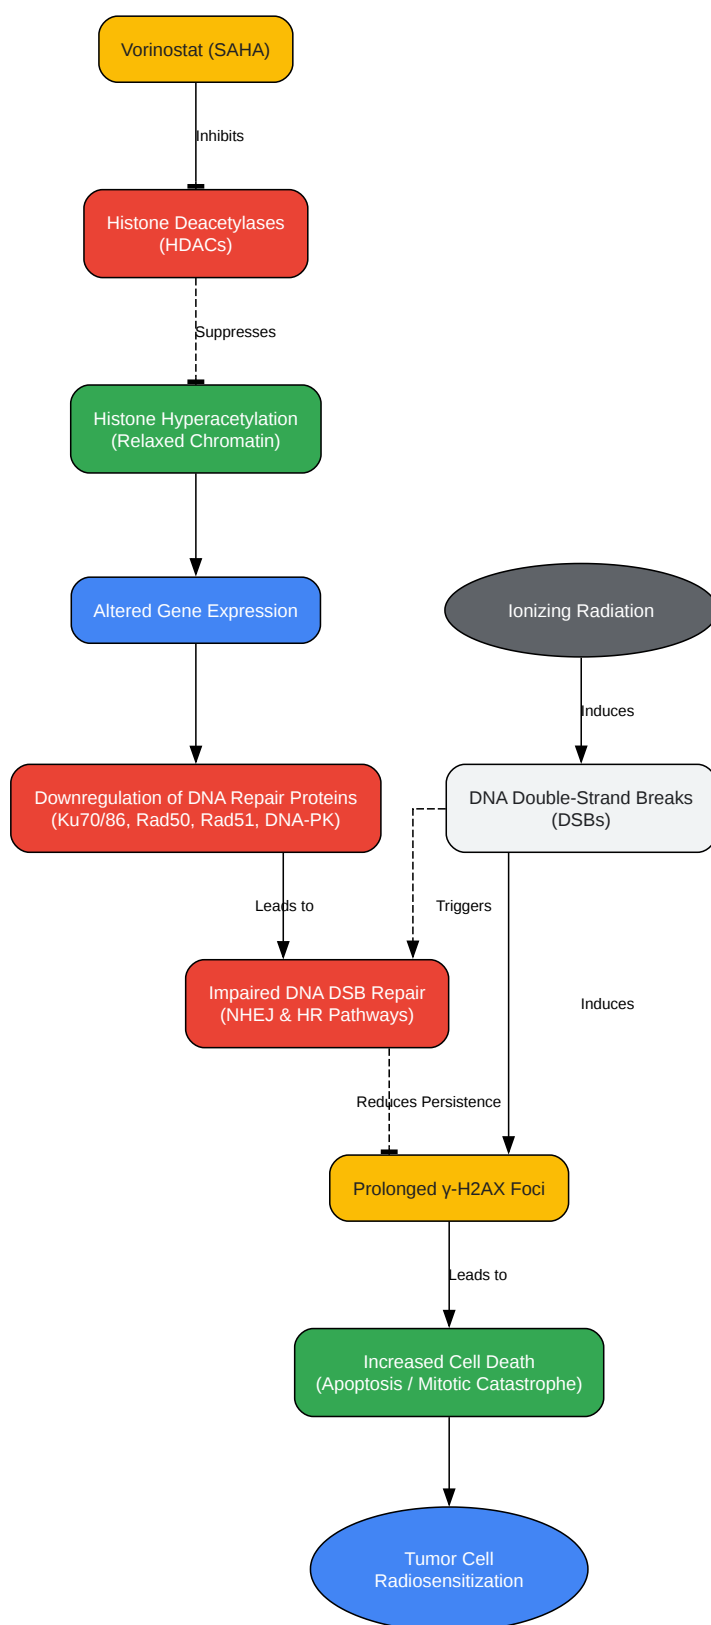 Vorinostat (SAHA)
Inhibits
Histone Deacetylases
(HDACs)
Suppresses
Histone Hyperacetylation
(Relaxed Chromatin)
Altered Gene Expression
Ionizing Radiation
Induces
Downregulation of DNA Repair Proteins
(Ku70/86, Rad50, Rad51, DNA-PK)
DNA Double-Strand Breaks
(DSBs)
Leads to
Triggers
Impaired DNA DSB Repair
(NHEJ & HR Pathways)
Induces
Reduces Persistence
Prolonged γ-H2AX Foci
Leads to
Increased Cell Death
(Apoptosis / Mitotic Catastrophe)
Tumor Cell
Radiosensitization